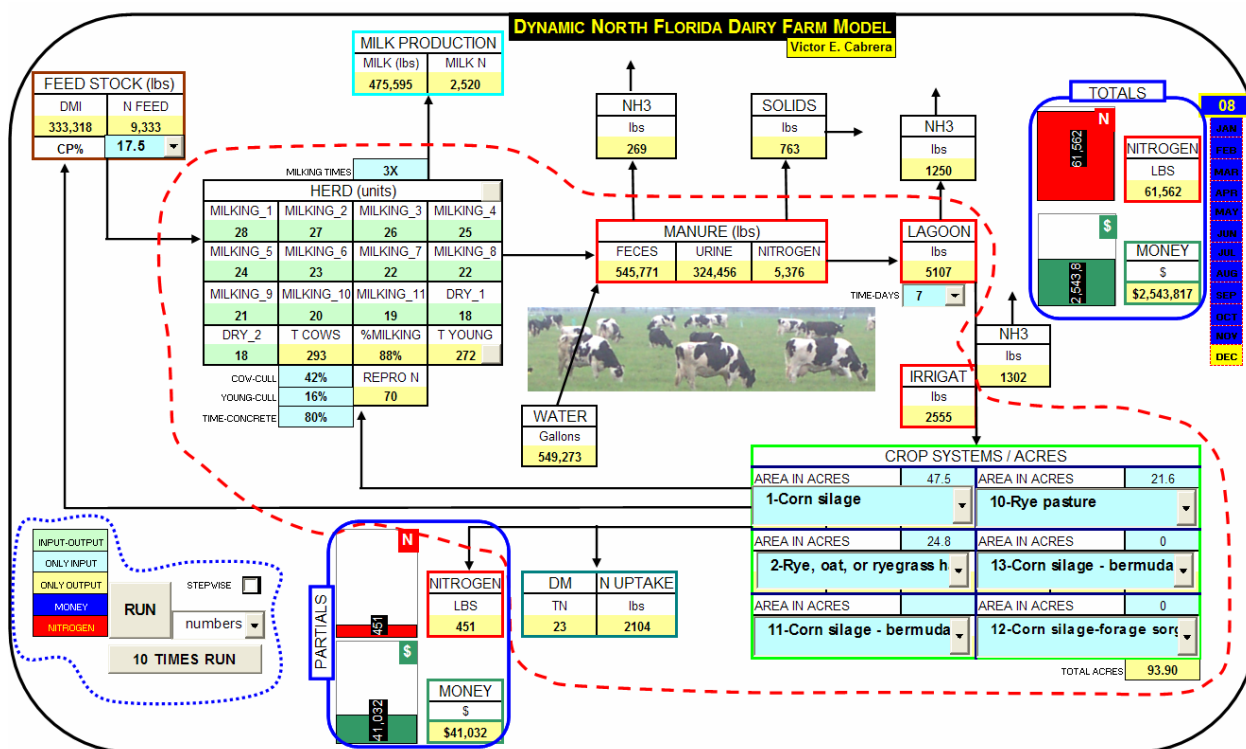 DYNAMIC NORTH FLORIDA DAIRY FARM MODEL
Victor E. Cabrera
MILK PRODUCTION
MILK (lbs) MILK N
475,595 2,520
FEED STOCK (lbs)
DMI N FEED
333,318 9,333
CP% 17.5
NH3
lbs
269
SOLIDS
lbs
763
NH3
lbs
1250
TOTALS
N
61,562
NITROGEN
LBS
61,562
$
2,543,8
MONEY
$
$2,543,817
08
JAN
FEB
MAR
APR
MAY
JUN
JUL
AUG
SEP
OCT
NOV
DEC
MILKING TIMES 3X
HERD (units)
MILKING_1 MILKING_2 MILKING_3 MILKING_4
28 27 26 25
MILKING_5 MILKING_6 MILKING_7 MILKING_8
24 23 22 22
MILKING_9 MILKING_10 MILKING_11 DRY_1
21 20 19 18
DRY_2 T COWS %MILKING T YOUNG
18 293 88% 272
COW-CULL 42% REPRO N
YOUNG-CULL 16% 70
TIME-CONCRETE 80%
MANURE (lbs)
FECES URINE NITROGEN
545,771 324,456 5,376
LAGOON
lbs
5107
TIME-DAYS 7
NH3
lbs
1302
IRRIGAT
lbs
2555
WATER
Gallons
549,273
CROP SYSTEMS / ACRES
AREA IN ACRES 47.5 AREA IN ACRES 21.6
1-Corn silage 10-Rye pasture
AREA IN ACRES 24.8 AREA IN ACRES 0
2-Rye, oat, or ryegrass h 13-Corn silage - bermuda
AREA IN ACRES AREA IN ACRES 0
11-Corn silage - bermuda 12-Corn silage-forage sorg
TOTAL ACRES 93.90
INPUT-OUTPUT
ONLY INPUT
ONLY OUTPUT
MONEY
NITROGEN
STEPWISE
RUN
numbers
10 TIMES RUN
PARTIALS
N
451
NITROGEN
LBS
451
$
41,032
MONEY
$
$41,032
DM N UPTAKE
TN lbs
23 2104